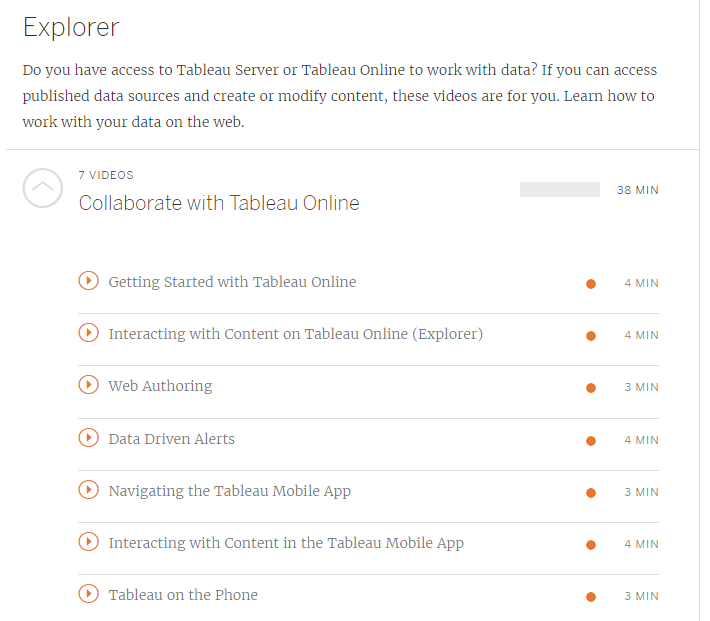 Explorer
Do you have access to Tableau Server or Tableau Online to work with data? If you can access
published data sources and create or modify content, these videos are for you. Learn how to
work with your data on the web.
7 VIDEOS
Collaborate with Tableau Online
38 MIN
Getting Started with Tableau Online 4 MIN
Interacting with Content on Tableau Online (Explorer) 4 MIN
Web Authoring 3 MIN
Data Driven Alerts 4 MIN
Navigating the Tableau Mobile App 3 MIN
Interacting with Content in the Tableau Mobile App 4 MIN
Tableau on the Phone 3 MIN